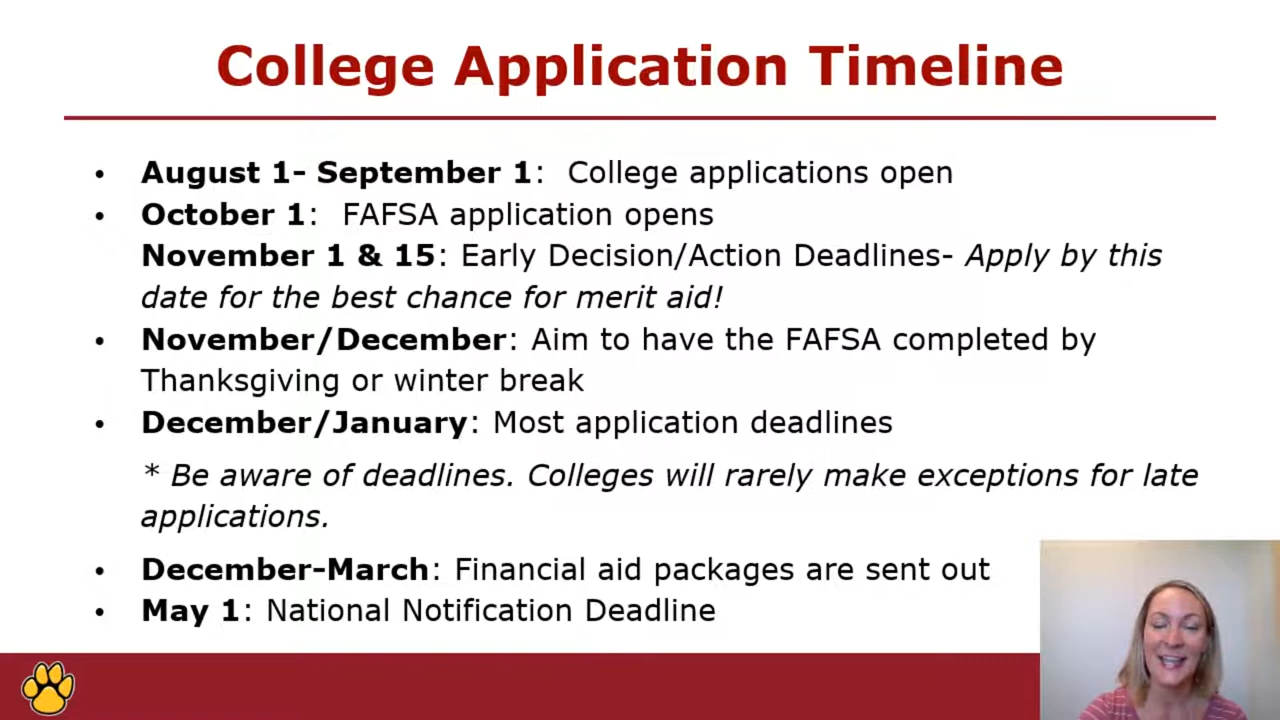 College Application Timeline
• August 1- September 1:  College applications open
• October 1:  FAFSA application opens
November 1 & 15: Early Decision/Action Deadlines- Apply by this
date for the best chance for merit aid!
• November/December: Aim to have the FAFSA completed by
Thanksgiving or winter break
• December/January: Most application deadlines
* Be aware of deadlines. Colleges will rarely make exceptions for late
applications.
• December-March: Financial aid packages are sent out
• May 1: National Notification Deadline